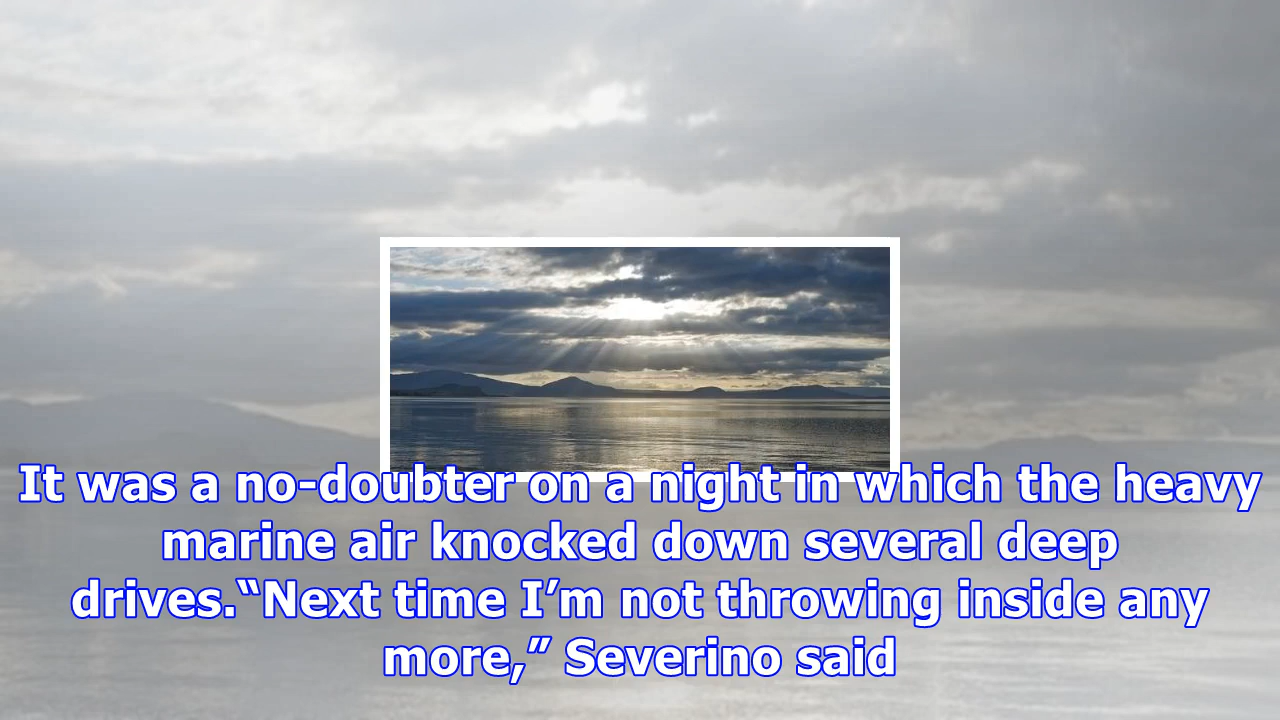 It was a no-doubter on a night in which the heavy
marine air knocked down several deep
drives.“Next time I’m not throwing inside any
more,” Severino said